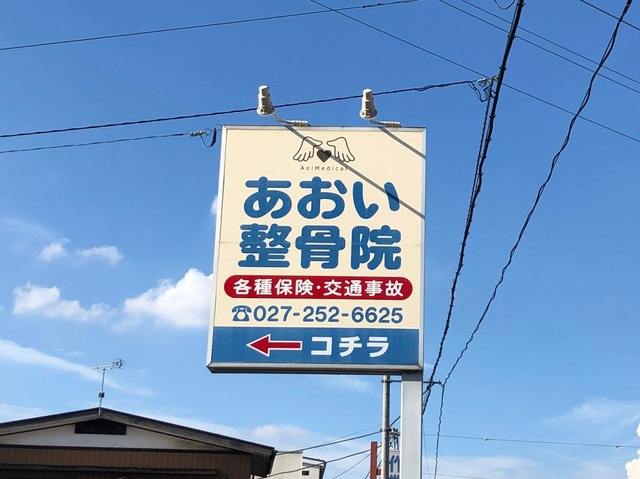 AoiMedical
あおい
整骨院
各種保険・交通事故
☎027-252-6625
← コチラ